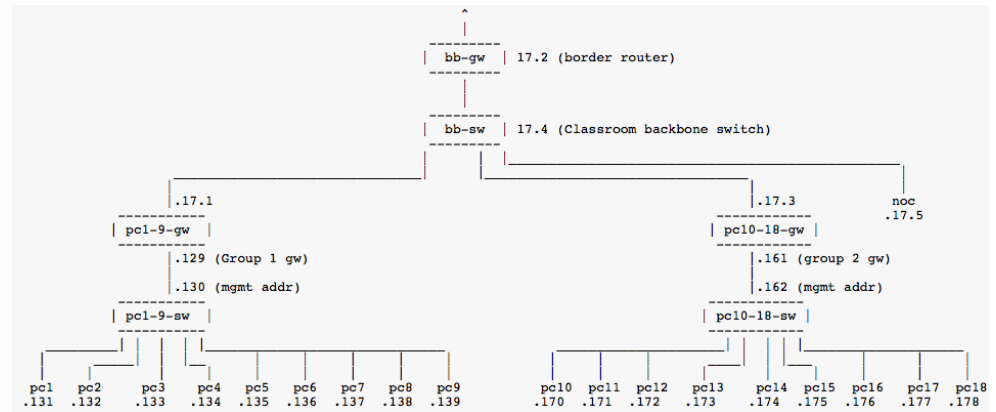 ^
bb-gw 17.2 (border router)
bb-sw 17.4 (Classroom backbone switch)
.17.1 .17.3 noc
.17.5
pc1-9-gw pc10-18-gw
.129 (Group 1 gw) .161 (group 2 gw)
.130 (mgmt addr) .162 (mgmt addr)
pc1-9-sw pc10-18-sw
pc1 pc2 pc3 pc4 pc5 pc6 pc7 pc8 pc9 pc10 pc11 pc12 pc13 pc14 pc15 pc16 pc17 pc18
.131 .132 .133 .134 .135 .136 .137 .138 .139 .170 .171 .172 .173 .174 .175 .176 .177 .178